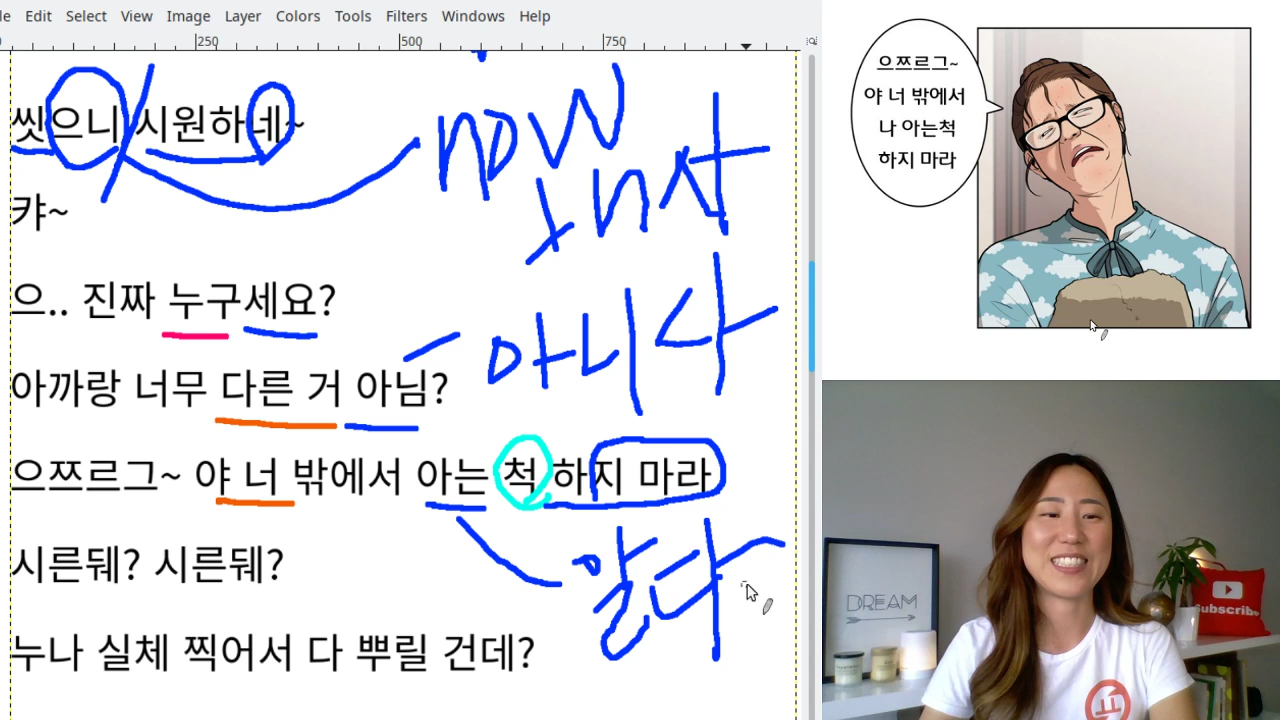 Edit Select View Image Layer Colors Tools Filters Windows Help
250 500 750
씻으니 시원하네~
now
인사
캬~
으.. 진짜 누구세요?
아니사
아까랑 너무 다른 거 아님?
으쯔르그~ 야 너 밖에서 아는 척 하지 마라
알다
시른뒈? 시른뒈?
누나 실체 찍어서 다 뿌릴 건데?
으쯔르그~
야 너 밖에서
나 아는척
하지 마라
DREAM
Subscribe